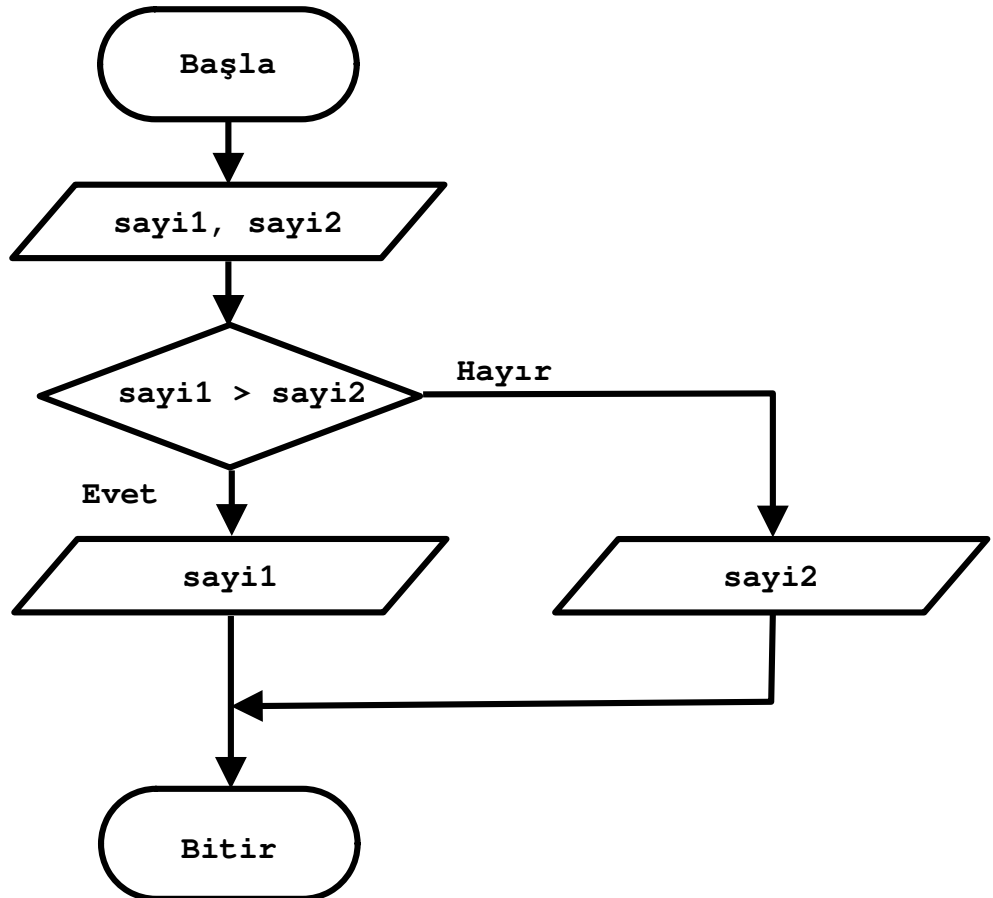 Başla
sayi1, sayi2
sayi1 > sayi2
Hayır
Evet
sayi1
sayi2
Bitir